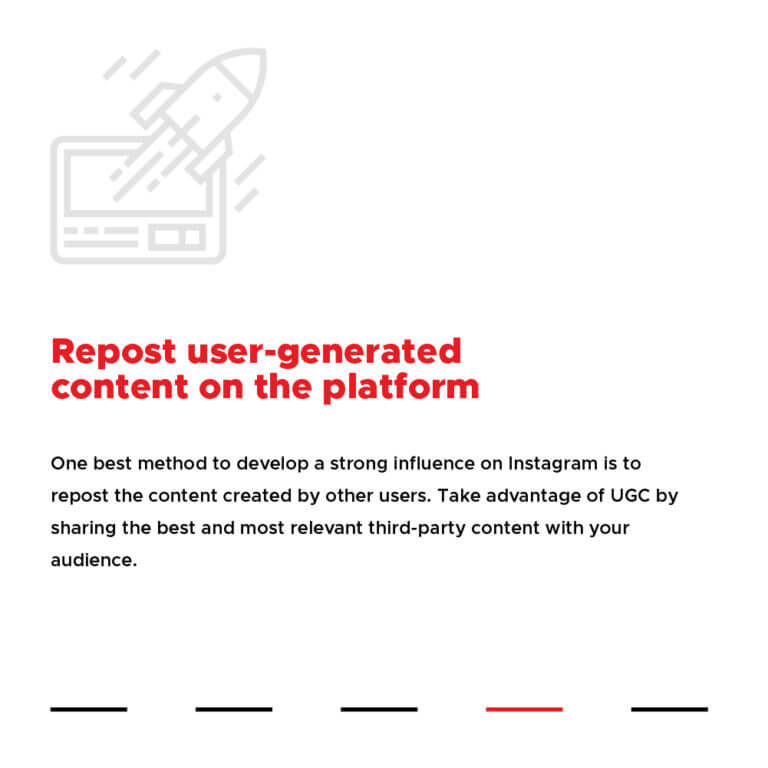 Repost user-generated
content on the platform
One best method to develop a strong influence on Instagram is to
repost the content created by other users. Take advantage of UGC by
sharing the best and most relevant third-party content with your
audience.